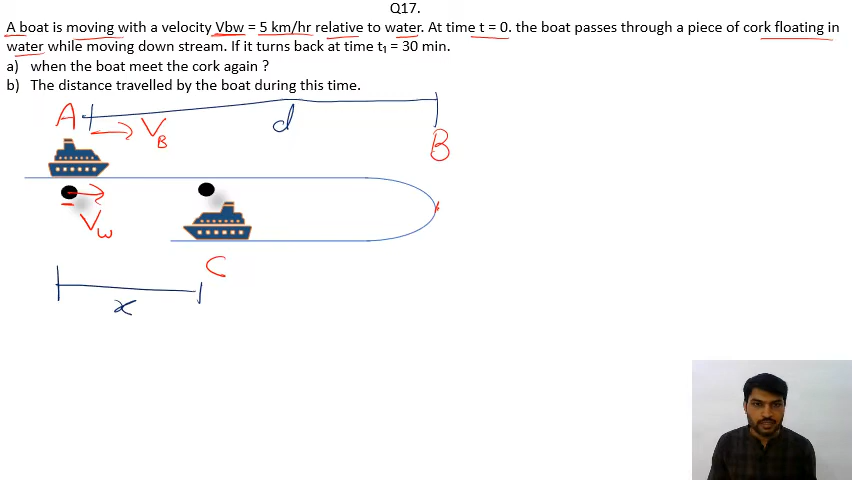 Q17.
A boat is moving with a velocity Vbw = 5 km/hr relative to water. At time t = 0. the boat passes through a piece of cork floating in
water while moving down stream. If it turns back at time t₁ = 30 min.
a) when the boat meet the cork again ?
b) The distance travelled by the boat during this time.
A
V_B
d
B
V_w
C
x